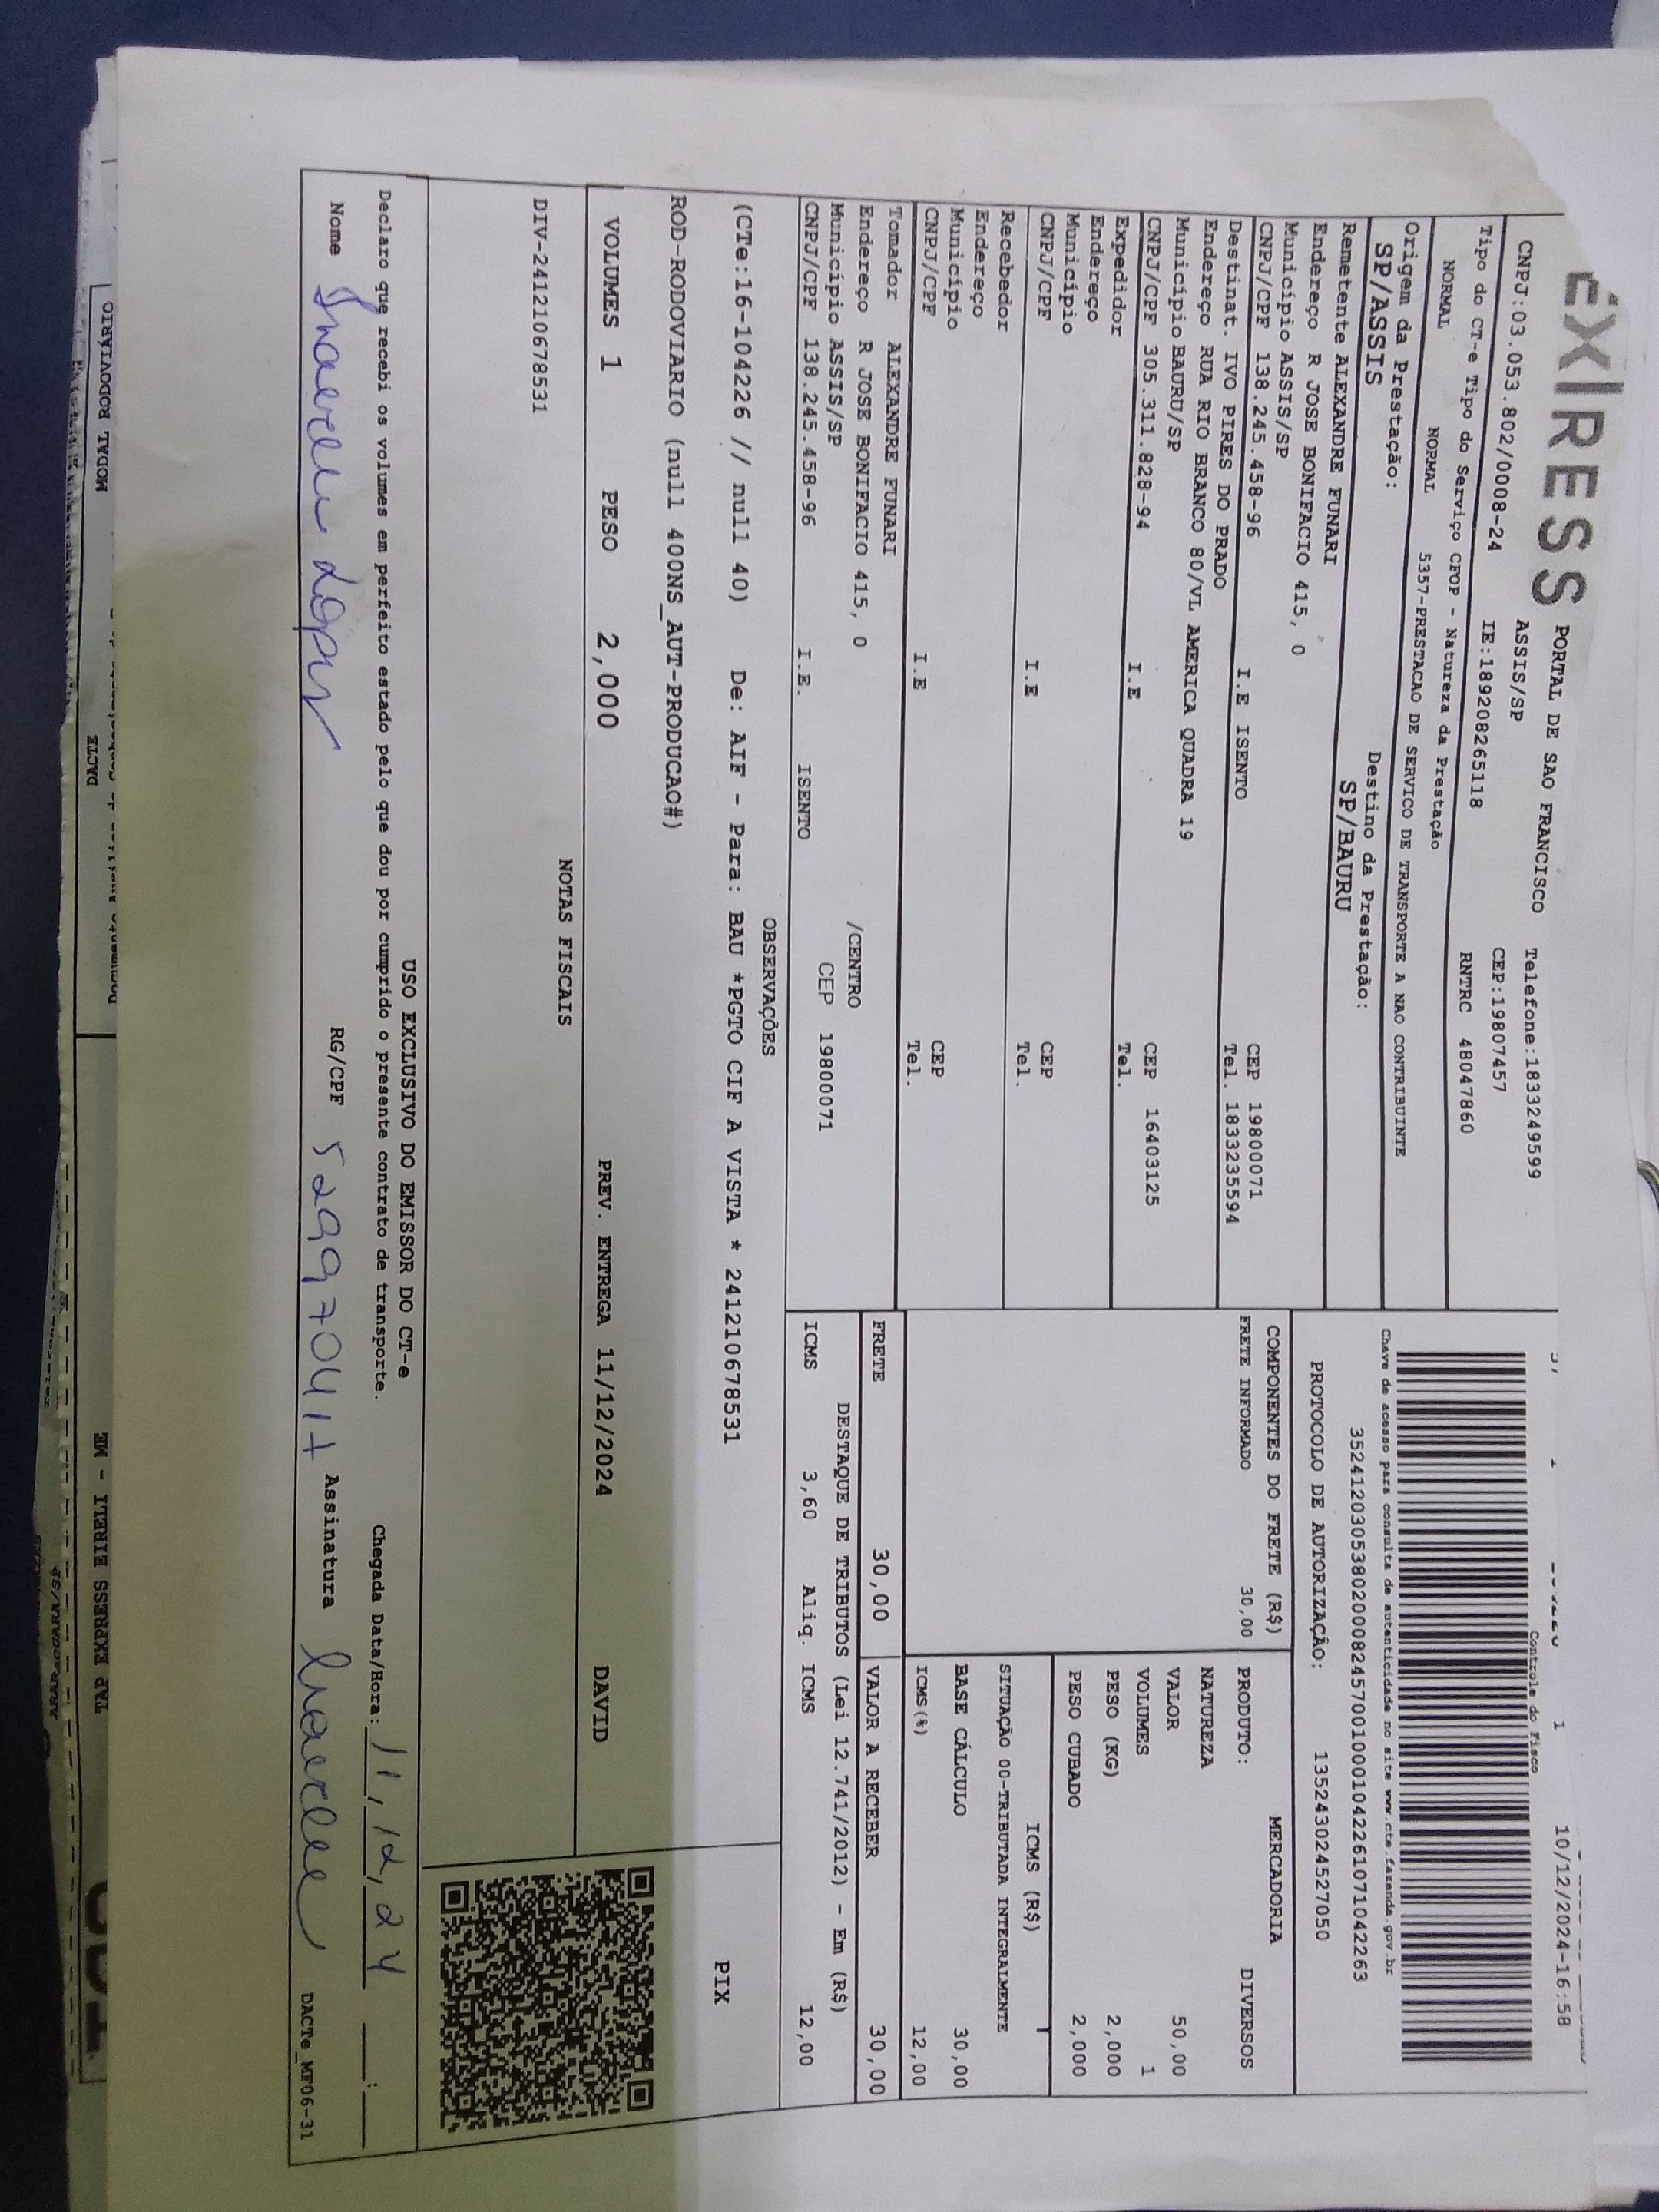 EXPRESS
PORTAL DE SAO FRANCISCO Telefone:1833249599
ASSIS/SP CEP:19807457
CNPJ:03.053.802/0008-24 IE:189208265118 RNTRC 48047860
Tipo do CT-e Tipo do Serviço CFOP - Natureza da Prestação
NORMAL NORMAL 5357-PRESTACAO DE SERVICO DE TRANSPORTE A NAO CONTRIBUINTE
Origem da Prestação: Destino da Prestação:
SP/ASSIS SP/BAURU
Remetente ALEXANDRE FUNARI
Endereço R JOSE BONIFACIO 415, 0
Município ASSIS/SP CEP 19800071
CNPJ/CPF 138.245.458-96 I.E ISENTO Tel. 1833235594
Destinat. IVO PIRES DO PRADO
Endereço RUA RIO BRANCO 80/VL AMERICA QUADRA 19
Município BAURU/SP CEP 16403125
CNPJ/CPF 305.311.828-94 I.E Tel.
Expedidor
Endereço
Município CEP
CNPJ/CPF I.E Tel.
Recebedor
Endereço
Município CEP
CNPJ/CPF I.E Tel.
Tomador ALEXANDRE FUNARI
Endereço R JOSE BONIFACIO 415, 0 /CENTRO
Município ASSIS/SP CEP 19800071
CNPJ/CPF 138.245.458-96 I.E. ISENTO
1 10/12/2024-16:58
Controle do Fisco
Chave de acesso para consulta de autenticidade no site www.cte.fazenda.gov.br
35241203053802000824570010001042261071042263
PROTOCOLO DE AUTORIZAÇÃO: 135243024527050
COMPONENTES DO FRETE (R$)
FRETE INFORMADO 30,00
MERCADORIA
PRODUTO: DIVERSOS
NATUREZA
VALOR 50,00
VOLUMES 1
PESO (KG) 2,000
PESO CUBADO 2,000
ICMS (R$)
SITUAÇÃO 00-TRIBUTADA INTEGRALMENTE
BASE CÁLCULO 30,00
ICMS(%) 12,00
FRETE 30,00 VALOR A RECEBER 30,00
DESTAQUE DE TRIBUTOS (Lei 12.741/2012) - Em (R$)
ICMS 3,60 Aliq. ICMS 12,00
OBSERVAÇÕES
(CTe:16-104226 // null 40) De: AIF - Para: BAU *PGTO CIF A VISTA * 241210678531
ROD-RODOVIARIO (null 400NS_AUT-PRODUCAO#)
PIX
VOLUMES 1 PESO 2,000 PREV. ENTREGA 11/12/2024 DAVID
NOTAS FISCAIS
DIV-241210678531
USO EXCLUSIVO DO EMISSOR DO CT-e
Declaro que recebi os volumes em perfeito estado pelo que dou por cumprido o presente contrato de transporte. Chegada Data/Hora: 11/12/24 __:__
Nome Lopes RG/CPF Assinatura
DACTe_MF06-31
MODAL RODOVIÁRIO
DACTE
TAP EXPRESS EIRELI - ME
ARARAQUARA/SP